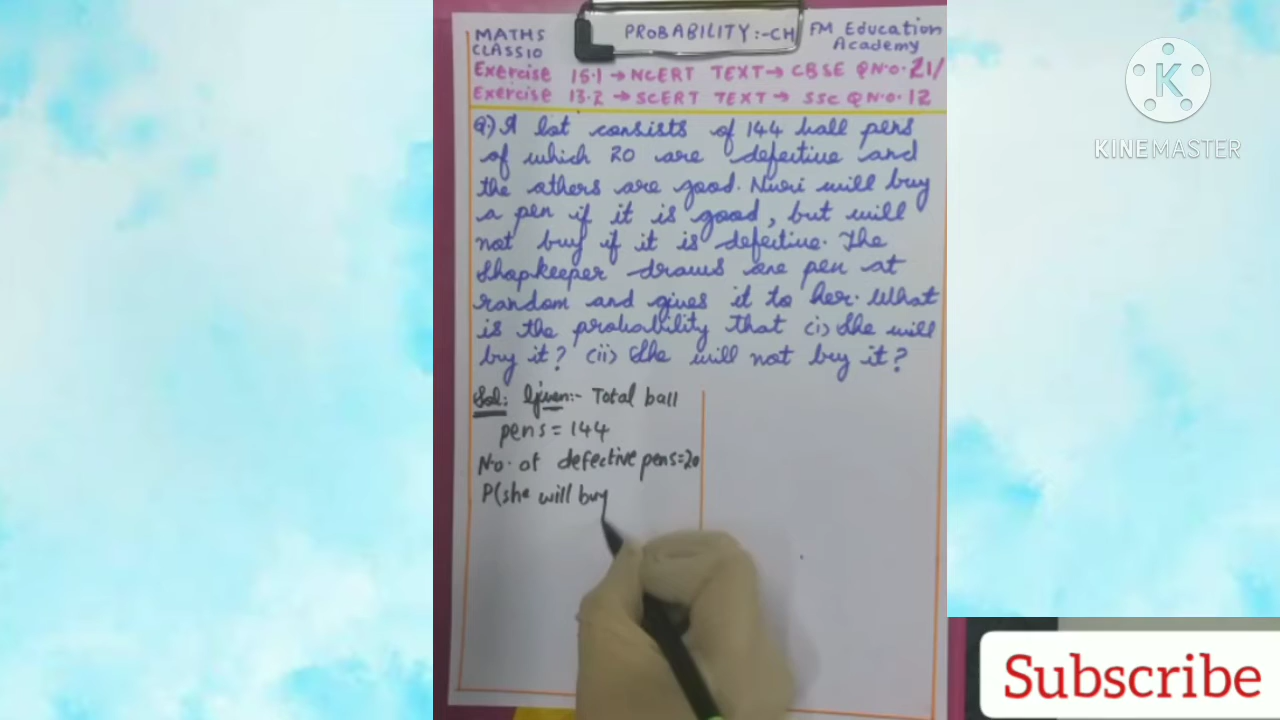 MATHS
CLASS10
PROBABILITY:-CH
FM Education
Academy
Exercise 15.1 → NCERT TEXT → CBSE Q.N.O.21/
Exercise 13.2 → SCERT TEXT → SSC Q.N.O.12
Q) A lot consists of 144 ball pens
of which 20 are defective and
the others are good. Nuri will buy
a pen if it is good, but will
not buy if it is defective. The
shopkeeper draws one pen at
random and gives it to her. What
is the probability that (i) She will
buy it? (ii) She will not buy it?
Sol: Given:- Total ball
pens = 144
No. of defective pens=20
P(she will buy
K
KINEMASTER
Subscribe